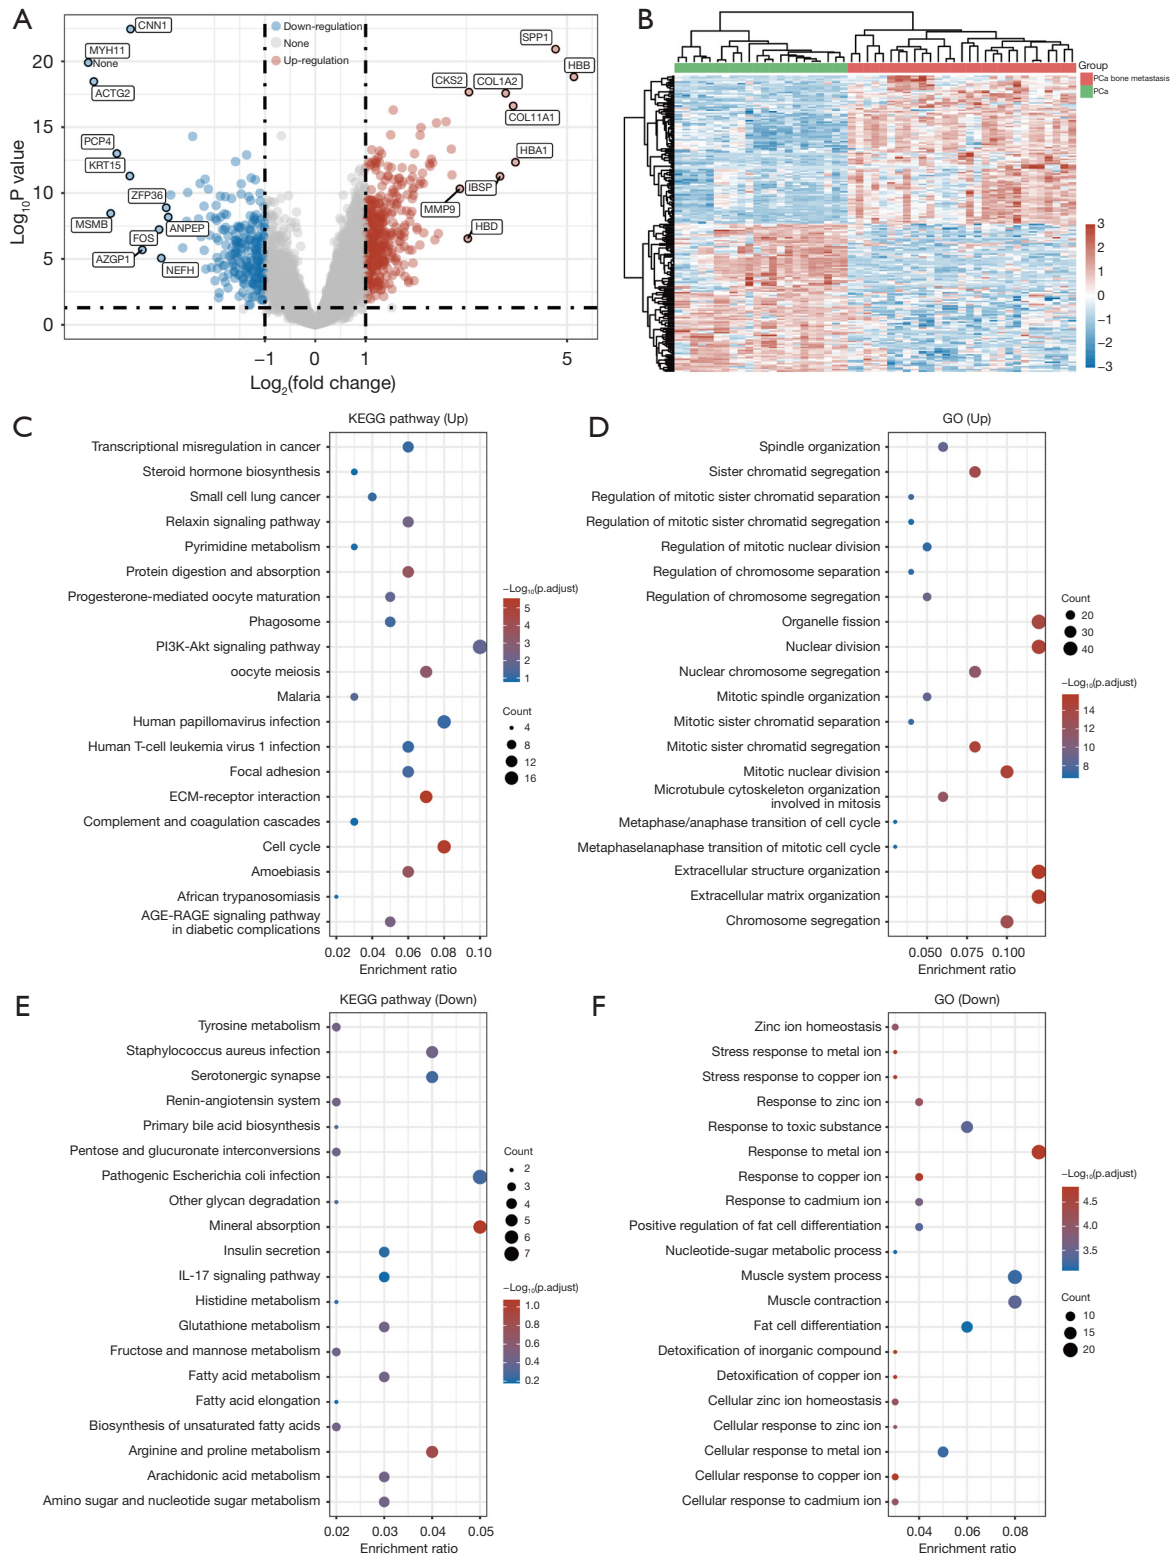 A
CNN1
MYH11
None
ACTG2
PCP4
KRT15
ZFP36
MSMB
ANPEP
FOS
AZGP1
NEFH
Down-regulation
None
Up-regulation
SPP1
HBB
CKS2
COL1A2
COL11A1
HBA1
IBSP
MMP9
HBD
20
15
10
5
0
Log10P value
−1
0
1
5
Log2(fold change)
B
Group
PCa bone metastasis
PCa
3
2
1
0
−1
−2
−3
C
KEGG pathway (Up)
Transcriptional misregulation in cancer
Steroid hormone biosynthesis
Small cell lung cancer
Relaxin signaling pathway
Pyrimidine metabolism
Protein digestion and absorption
Progesterone-mediated oocyte maturation
Phagosome
PI3K-Akt signaling pathway
oocyte meiosis
Malaria
Human papillomavirus infection
Human T-cell leukemia virus 1 infection
Focal adhesion
ECM-receptor interaction
Complement and coagulation cascades
Cell cycle
Amoebiasis
African trypanosomiasis
AGE-RAGE signaling pathway
in diabetic complications
0.02
0.04
0.06
0.08
0.10
Enrichment ratio
−Log10(p.adjust)
5
4
3
2
1
Count
4
8
12
16
D
GO (Up)
Spindle organization
Sister chromatid segregation
Regulation of mitotic sister chromatid separation
Regulation of mitotic sister chromatid segregation
Regulation of mitotic nuclear division
Regulation of chromosome separation
Regulation of chromosome segregation
Organelle fission
Nuclear division
Nuclear chromosome segregation
Mitotic spindle organization
Mitotic sister chromatid separation
Mitotic sister chromatid segregation
Mitotic nuclear division
Microtubule cytoskeleton organization
involved in mitosis
Metaphase/anaphase transition of cell cycle
Metaphaselanaphase transition of mitotic cell cycle
Extracellular structure organization
Extracellular matrix organization
Chromosome segregation
0.050
0.075
0.100
Enrichment ratio
Count
20
30
40
−Log10(p.adjust)
14
12
10
8
E
KEGG pathway (Down)
Tyrosine metabolism
Staphylococcus aureus infection
Serotonergic synapse
Renin-angiotensin system
Primary bile acid biosynthesis
Pentose and glucuronate interconversions
Pathogenic Escherichia coli infection
Other glycan degradation
Mineral absorption
Insulin secretion
IL-17 signaling pathway
Histidine metabolism
Glutathione metabolism
Fructose and mannose metabolism
Fatty acid metabolism
Fatty acid elongation
Biosynthesis of unsaturated fatty acids
Arginine and proline metabolism
Arachidonic acid metabolism
Amino sugar and nucleotide sugar metabolism
0.02
0.03
0.04
0.05
Enrichment ratio
Count
2
3
4
5
6
7
−Log10(p.adjust)
1.0
0.8
0.6
0.4
0.2
F
GO (Down)
Zinc ion homeostasis
Stress response to metal ion
Stress response to copper ion
Response to zinc ion
Response to toxic substance
Response to metal ion
Response to copper ion
Response to cadmium ion
Positive regulation of fat cell differentiation
Nucleotide-sugar metabolic process
Muscle system process
Muscle contraction
Fat cell differentiation
Detoxification of inorganic compound
Detoxification of copper ion
Cellular zinc ion homeostasis
Cellular response to zinc ion
Cellular response to metal ion
Cellular response to copper ion
Cellular response to cadmium ion
0.04
0.06
0.08
Enrichment ratio
−Log10(p.adjust)
4.5
4.0
3.5
Count
10
15
20